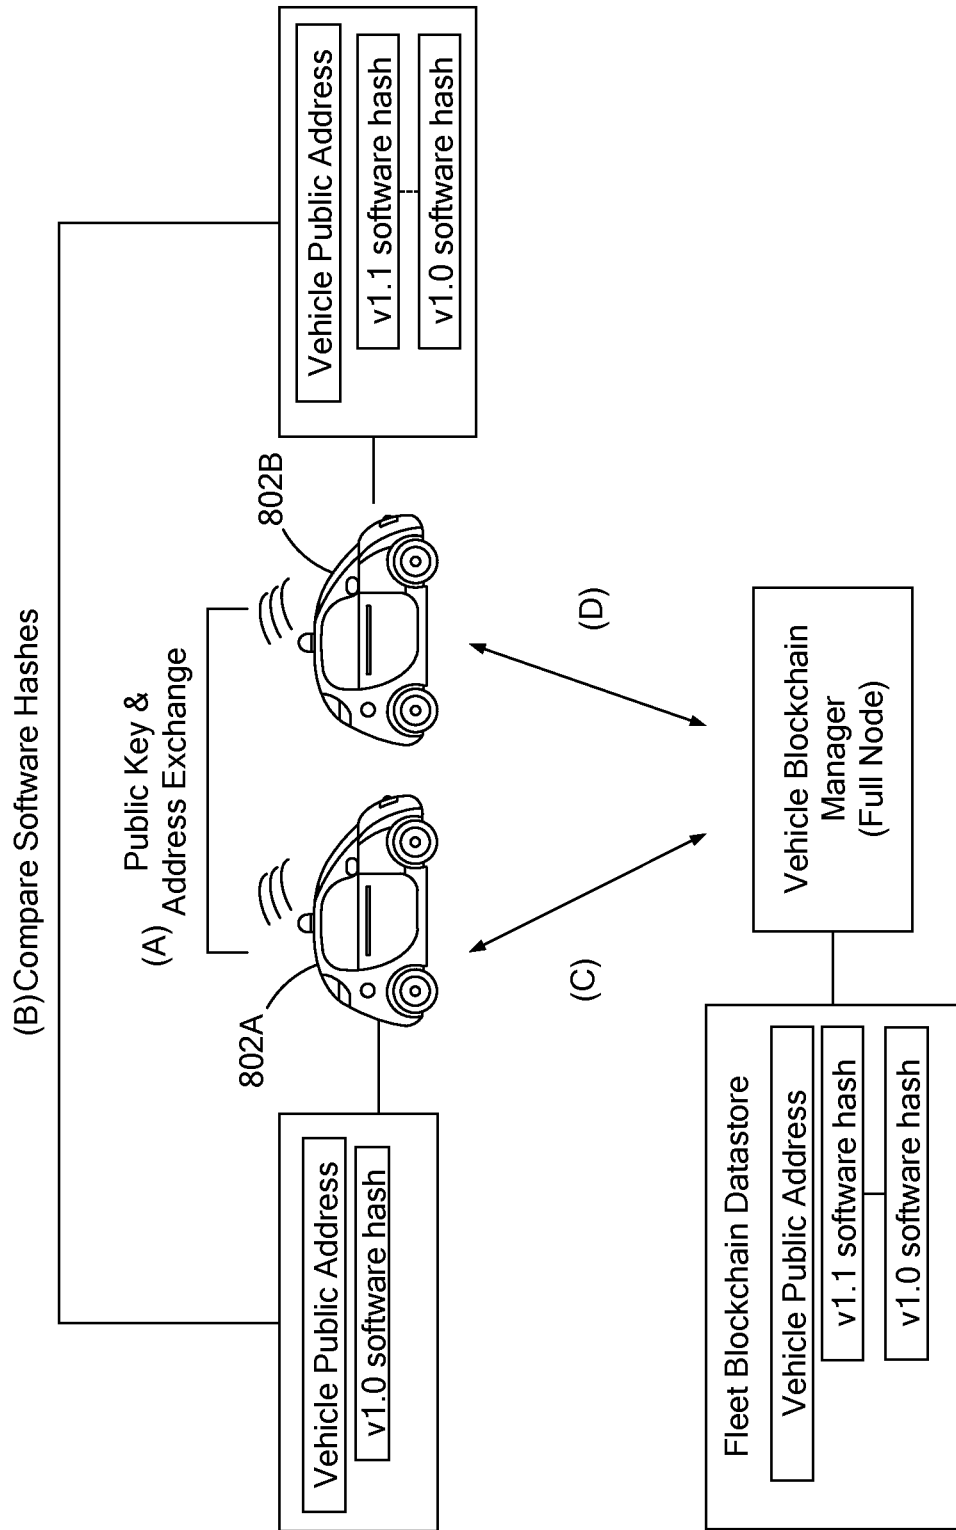 (B)Compare Software Hashes
Public Key &
(A) Address Exchange
802A
802B
Vehicle Public Address
v1.0 software hash
Vehicle Public Address
v1.1 software hash
v1.0 software hash
(C)
(D)
Fleet Blockchain Datastore
Vehicle Public Address
v1.1 software hash
v1.0 software hash
Vehicle Blockchain
Manager
(Full Node)